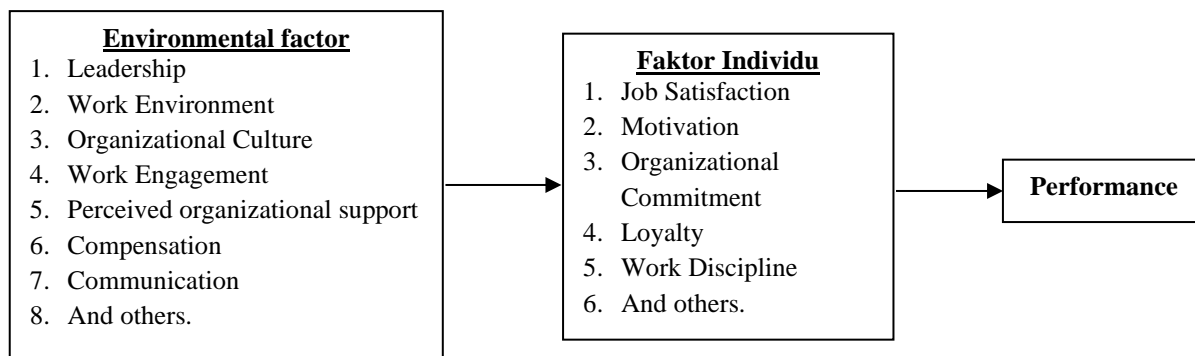 Environmental factor
1. Leadership
2. Work Environment
3. Organizational Culture
4. Work Engagement
5. Perceived organizational support
6. Compensation
7. Communication
8. And others.
Faktor Individu
1. Job Satisfaction
2. Motivation
3. Organizational
Commitment
4. Loyalty
5. Work Discipline
6. And others.
Performance